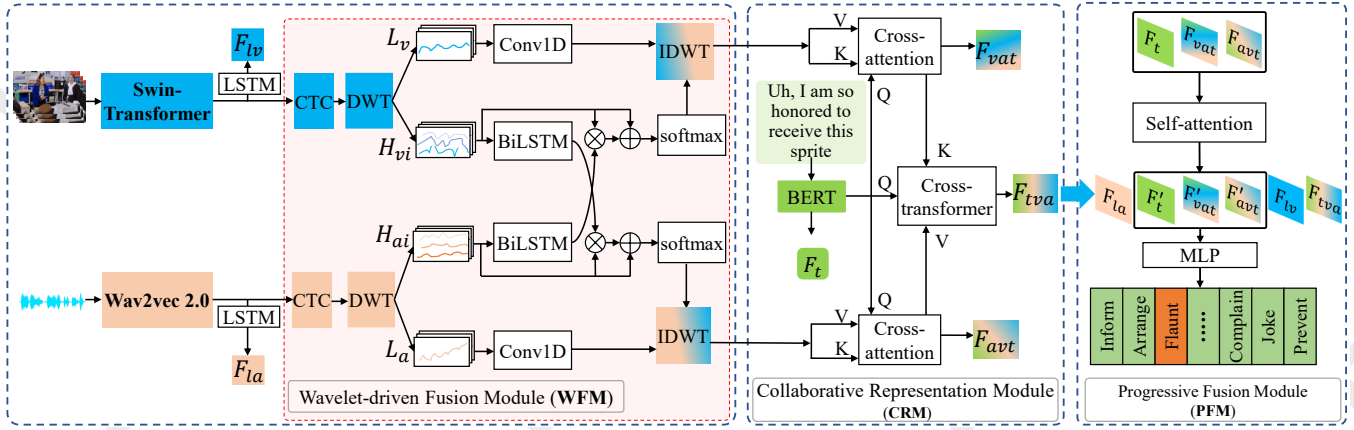 F_lv
LSTM
Swin-
Transformer
CTC
DWT
L_v
Conv1D
IDWT
H_vi
BiLSTM
softmax
H_ai
BiLSTM
softmax
Wav2vec 2.0
LSTM
F_la
CTC
DWT
L_a
Conv1D
IDWT
Wavelet-driven Fusion Module (WFM)
V
K
Cross-
attention
F_vat
Q
Uh, I am so
honored to
receive this
sprite
BERT
F_t
Q
K
Cross-
transformer
V
F_tva
Q
V
K
Cross-
attention
F_avt
Collaborative Representation Module
(CRM)
F_t
F_vat
F_avt
Self-attention
F_la
F'_t
F'_vat
F'_avt
F_lv
F_tva
MLP
Inform
Arrange
Flaunt
.....
Complain
Joke
Prevent
Progressive Fusion Module
(PFM)